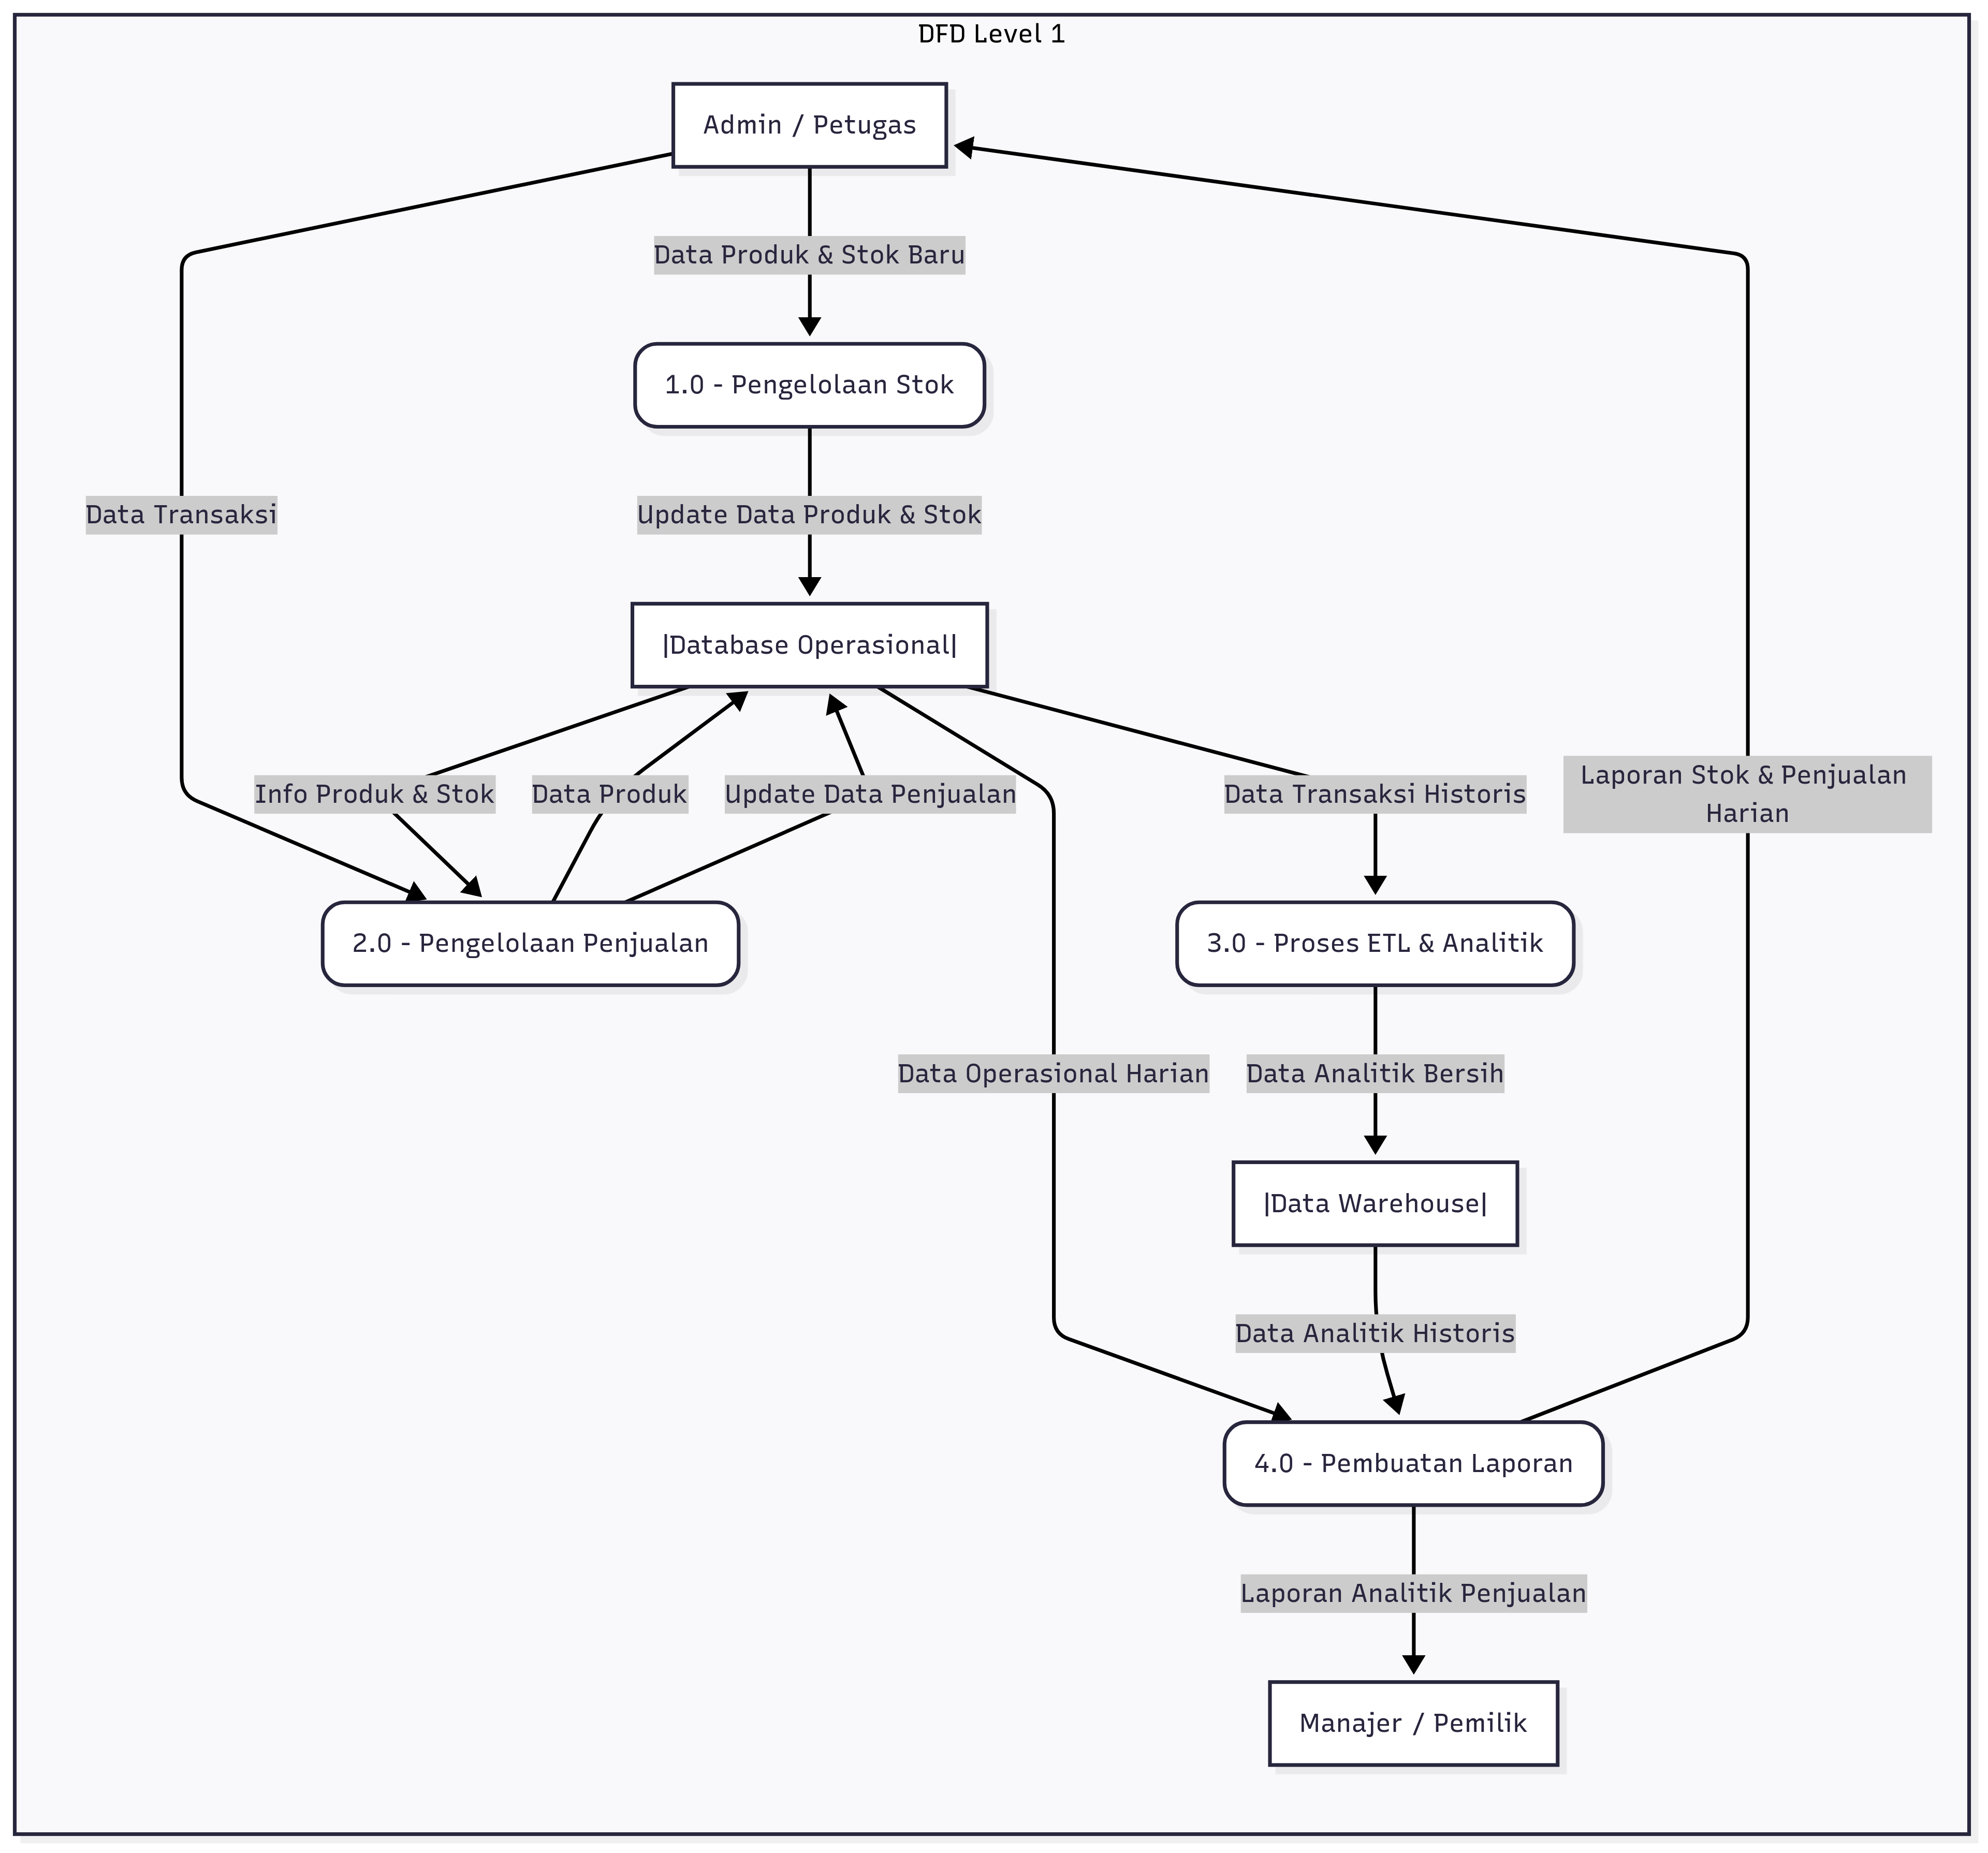 DFD Level 1
Admin / Petugas
Data Produk & Stok Baru
1.0 - Pengelolaan Stok
Data Transaksi
Update Data Produk & Stok
|Database Operasional|
Info Produk & Stok
Data Produk
Update Data Penjualan
Data Transaksi Historis
Laporan Stok & Penjualan
Harian
2.0 - Pengelolaan Penjualan
3.0 - Proses ETL & Analitik
Data Operasional Harian
Data Analitik Bersih
|Data Warehouse|
Data Analitik Historis
4.0 - Pembuatan Laporan
Laporan Analitik Penjualan
Manajer / Pemilik